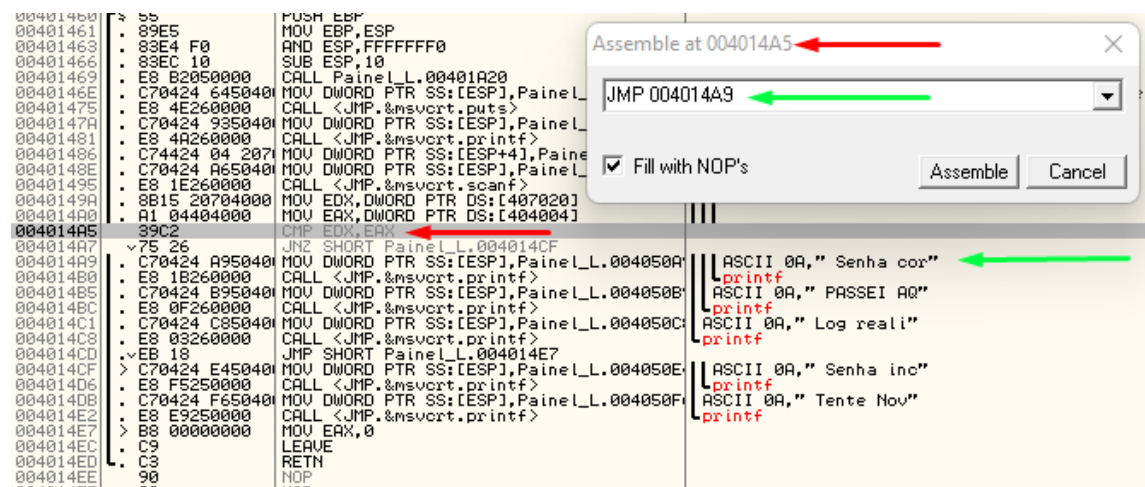 00401460 $ 55 PUSH EBP
00401461 . 89E5 MOV EBP,ESP
00401463 . 83E4 F0 AND ESP,FFFFFFF0
00401466 . 83EC 10 SUB ESP,10
00401469 . E8 B2050000 CALL Painel_L.00401A20
0040146E . C70424 645040 MOV DWORD PTR SS:[ESP],Painel_
00401475 . E8 4E260000 CALL <JMP.&msvcrt.puts>
0040147A . C70424 935040 MOV DWORD PTR SS:[ESP],Painel_
00401481 . E8 4A260000 CALL <JMP.&msvcrt.printf>
00401486 . C74424 04 207 MOV DWORD PTR SS:[ESP+4],Paine
0040148E . C70424 A65040 MOV DWORD PTR SS:[ESP],Painel_
00401495 . E8 1E260000 CALL <JMP.&msvcrt.scanf>
0040149A . 8B15 20704000 MOV EDX,DWORD PTR DS:[407020]
004014A0 . A1 04404000 MOV EAX,DWORD PTR DS:[404004]
004014A5 39C2 CMP EDX,EAX
004014A7 75 26 JNZ SHORT Painel_L.004014CF
004014A9 . C70424 A95040 MOV DWORD PTR SS:[ESP],Painel_L.004050A ASCII 0A," Senha cor"
004014B0 . E8 1B260000 CALL <JMP.&msvcrt.printf> printf
004014B5 . C70424 B95040 MOV DWORD PTR SS:[ESP],Painel_L.004050B ASCII 0A," PASSEI AQ"
004014BC . E8 0F260000 CALL <JMP.&msvcrt.printf> printf
004014C1 . C70424 C85040 MOV DWORD PTR SS:[ESP],Painel_L.004050C ASCII 0A," Log reali"
004014C8 . E8 03260000 CALL <JMP.&msvcrt.printf> printf
004014CD . EB 18 JMP SHORT Painel_L.004014E7
004014CF > C70424 E45040 MOV DWORD PTR SS:[ESP],Painel_L.004050E ASCII 0A," Senha inc"
004014D6 . E8 F5250000 CALL <JMP.&msvcrt.printf> printf
004014DB . C70424 F65040 MOV DWORD PTR SS:[ESP],Painel_L.004050F ASCII 0A," Tente Nov"
004014E2 . E8 E9250000 CALL <JMP.&msvcrt.printf> printf
004014E7 > B8 00000000 MOV EAX,0
004014EC . C9 LEAVE
004014ED . C3 RETN
004014EE 90 NOP
Assemble at 004014A5
JMP 004014A9
Fill with NOP's
Assemble Cancel